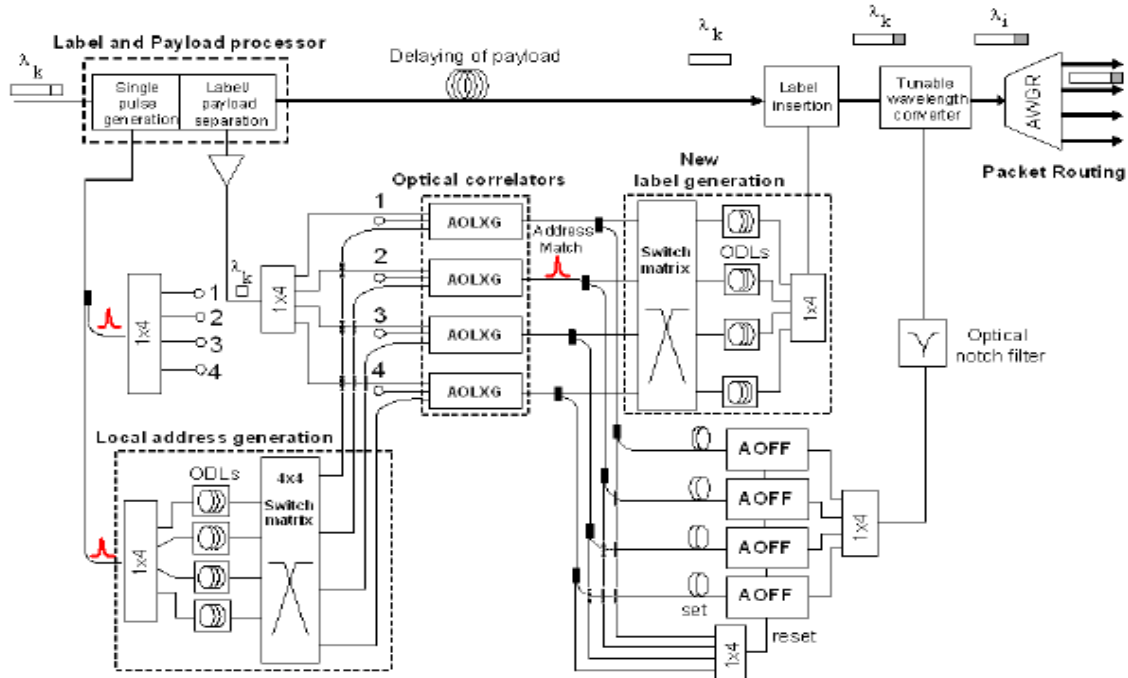 λk
λk
λi
Label and Payload processor
λk
λk
Delaying of payload
Single
pulse
generation
Label/
payload
separation
Label
insertion
Tunable
wavelength
converter
AWGR
Packet Routing
New
label generation
Optical correlators
1
AOLXG
Address
Match
Switch
matrix
ODLs
2
AOLXG
λk
1x4
1x4
3
AOLXG
4
AOLXG
1x4
1
2
3
4
Optical
notch filter
Local address generation
ODLs
4x4
Switch
matrix
1x4
AOFF
AOFF
AOFF
AOFF
1x4
set
reset
1x4